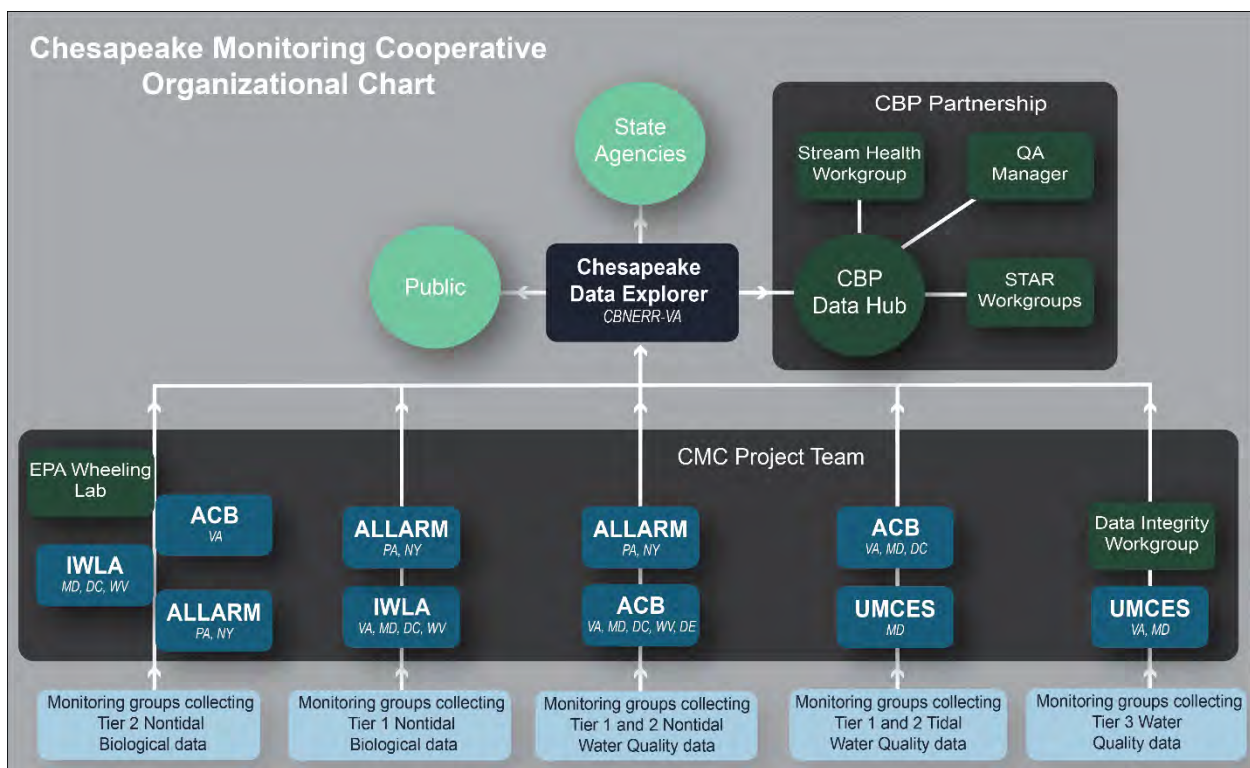 Chesapeake Monitoring Cooperative
Organizational Chart
State
Agencies
Public
Chesapeake
Data Explorer
CBNERR-VA
CBP Partnership
Stream Health
Workgroup
QA
Manager
CBP
Data Hub
STAR
Workgroups
CMC Project Team
EPA Wheeling
Lab
ACB
VA
IWLA
MD, DC, WV
ALLARM
PA, NY
ALLARM
PA, NY
IWLA
VA, MD, DC, WV
ALLARM
PA, NY
ACB
VA, MD, DC, WV, DE
ACB
VA, MD, DC
UMCES
MD
Data Integrity
Workgroup
UMCES
VA, MD
Monitoring groups collecting
Tier 2 Nontidal
Biological data
Monitoring groups collecting
Tier 1 Nontidal
Biological data
Monitoring groups collecting
Tier 1 and 2 Nontidal
Water Quality data
Monitoring groups collecting
Tier 1 and 2 Tidal
Water Quality data
Monitoring groups collecting
Tier 3 Water
Quality data